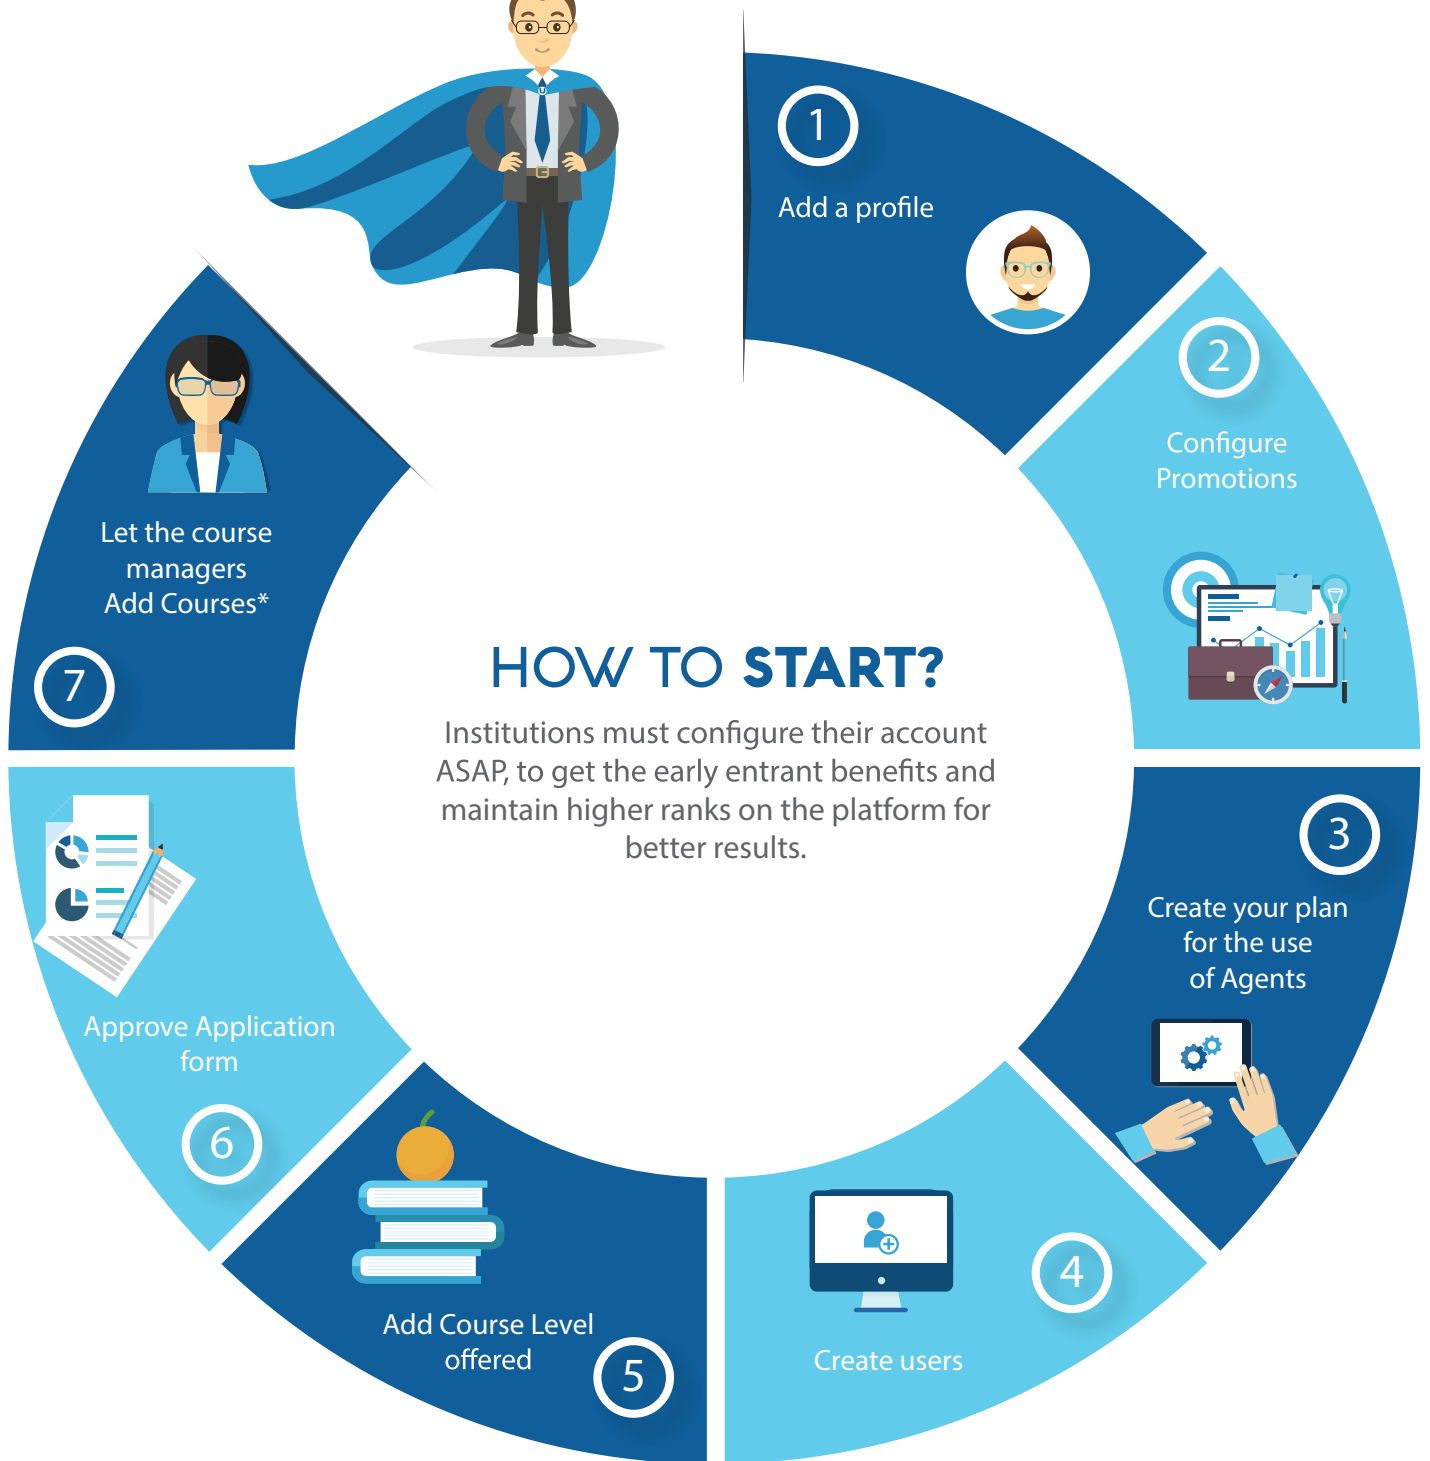 1
Add a profile
2
Configure
Promotions
3
Create your plan
for the use
of Agents
4
Create users
5
Add Course Level
offered
6
Approve Application
form
7
Let the course
managers
Add Courses*
HOW TO START?
Institutions must configure their account
ASAP, to get the early entrant benefits and
maintain higher ranks on the platform for
better results.